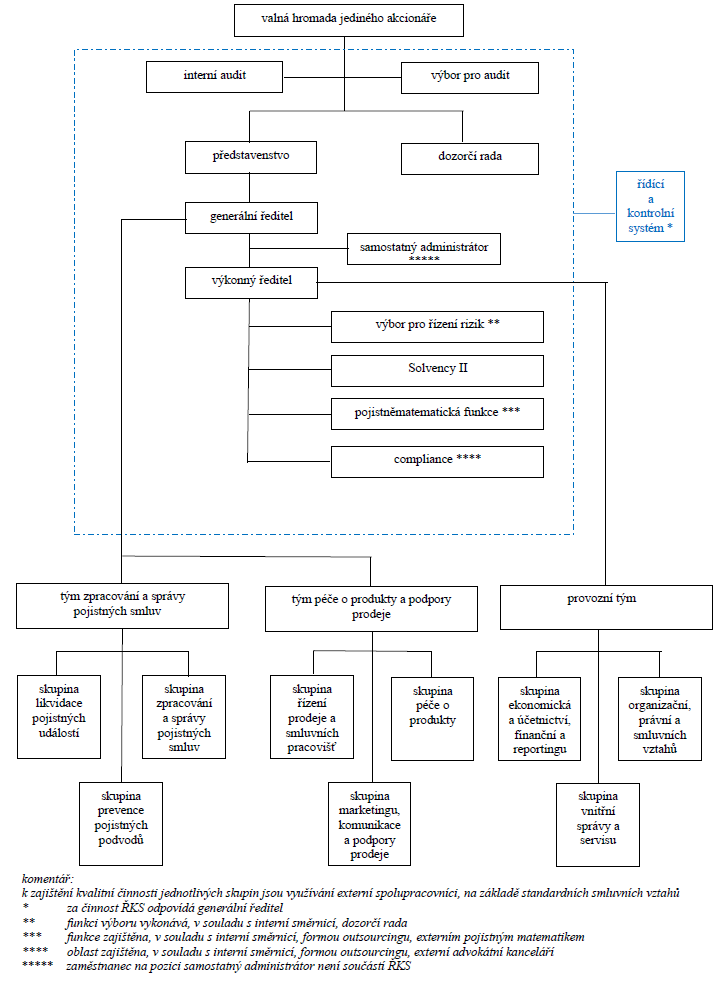 valná hromada jediného akcionáře
interní audit
výbor pro audit
představenstvo
dozorčí rada
řídící
a
kontrolní
systém *
generální ředitel
samostatný administrátor
*****
výkonný ředitel
výbor pro řízení rizik **
Solvency II
pojistněmatematická funkce ***
compliance ****
tým zpracování a správy
pojistných smluv
tým péče o produkty a podpory
prodeje
provozní tým
skupina
likvidace
pojistných
událostí
skupina
zpracování
a správy
pojistných
smluv
skupina
řízení
prodeje a
smluvních
pracovišť
skupina
péče o
produkty
skupina
ekonomická
a účetnictví,
finanční a
reportingu
skupina
organizační,
právní a
smluvních
vztahů
skupina
prevence
pojistných
podvodů
skupina
marketingu,
komunikace
a podpory
prodeje
skupina
vnitřní
správy a
servisu
komentář:
k zajištění kvalitní činnosti jednotlivých skupin jsou využívání externí spolupracovníci, na základě standardních smluvních vztahů
* za činnost ŘKS odpovídá generální ředitel
** funkci výboru vykonává, v souladu s interní směrnicí, dozorčí rada
*** funkce zajištěna, v souladu s interní směrnicí, formou outsourcingu, externím pojistným matematikem
**** oblast zajištěna, v souladu s interní směrnicí, formou outsourcingu, externí advokátní kanceláří
***** zaměstnanec na pozici samostatný administrátor není součástí ŘKS